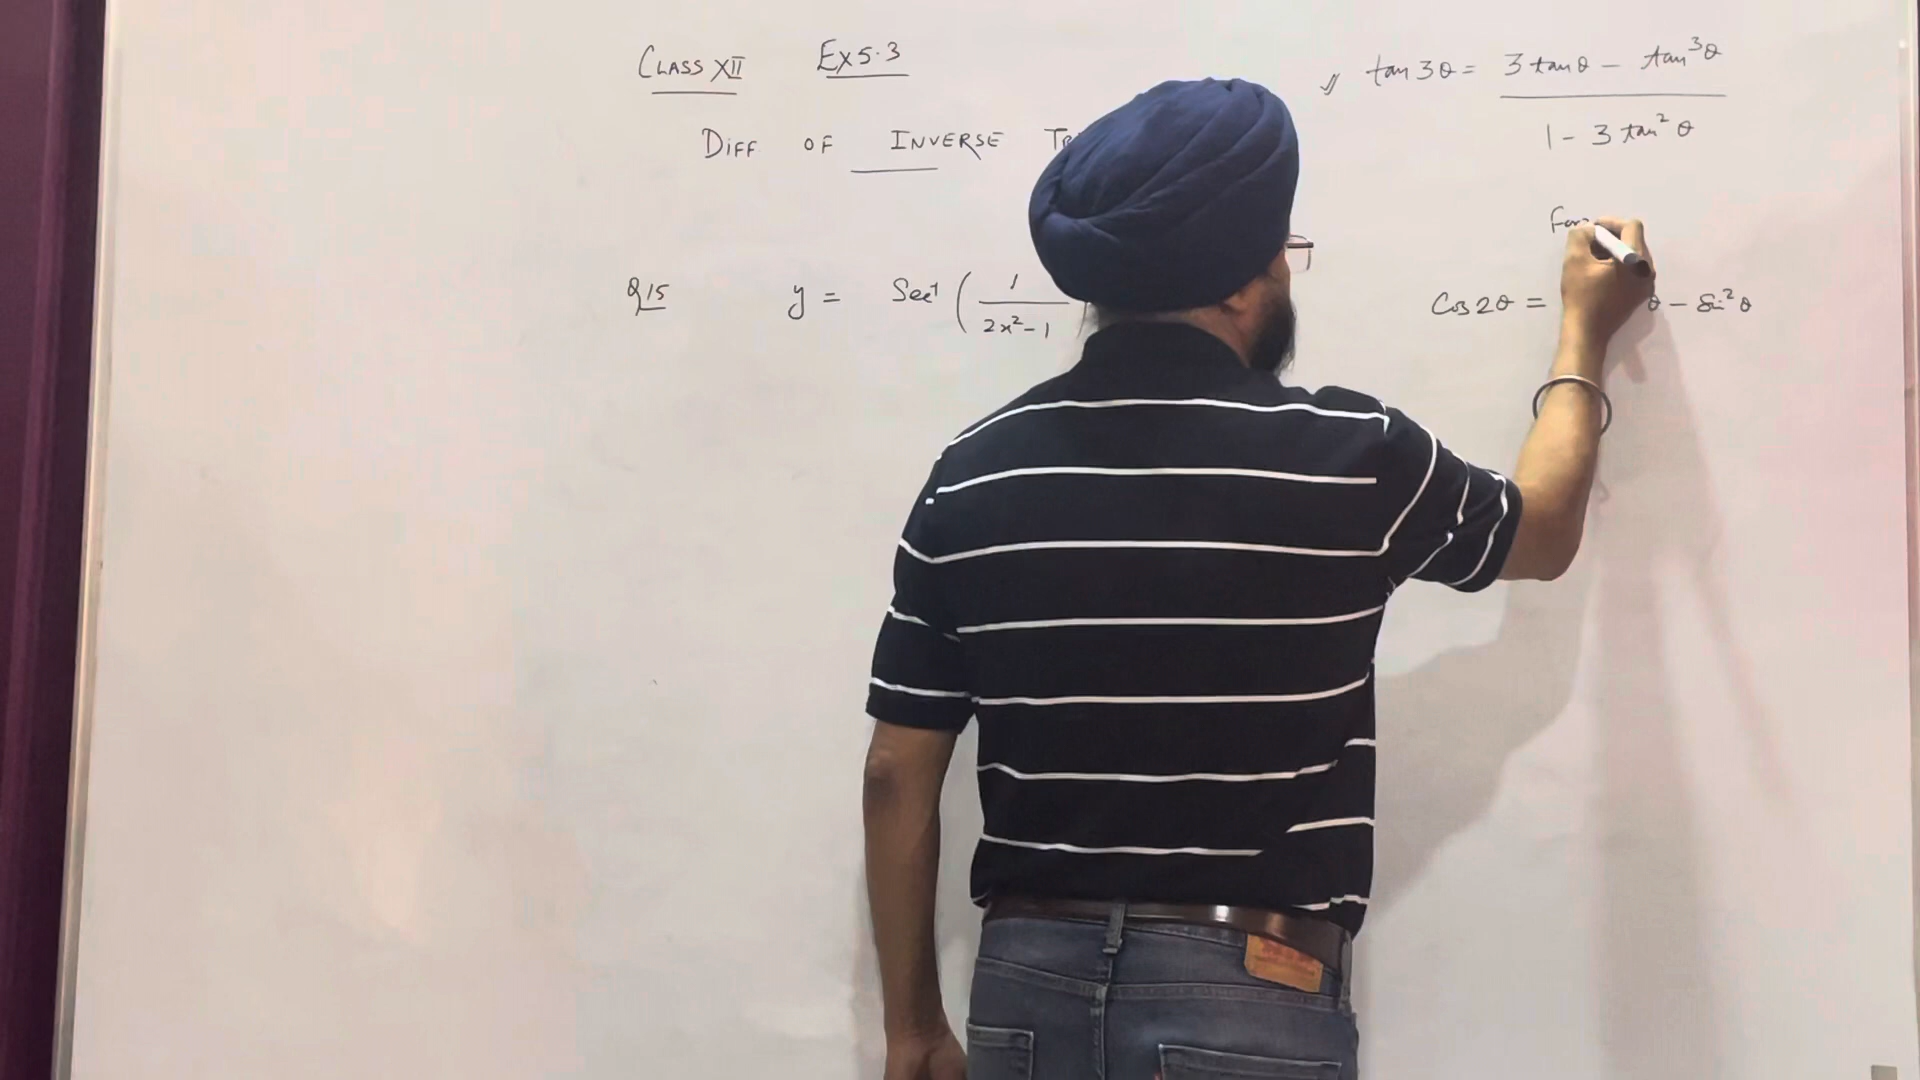 CLASS XII Ex 5.3
DIFF OF INVERSE
Q15 y = Sec⁻¹ ( 1 / 2x² - 1
tan 3θ = 3 tan θ - tan³ θ / 1 - 3 tan² θ
Cos 2θ = θ - Sin² θ